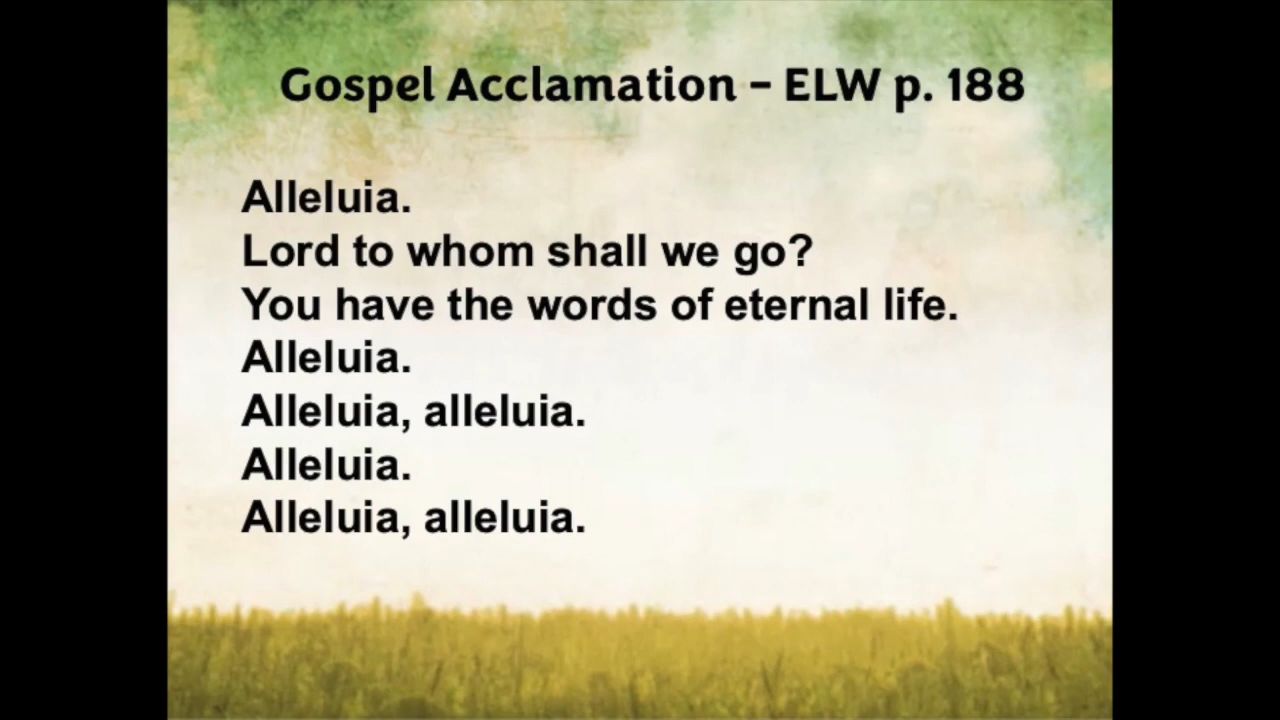 Gospel Acclamation – ELW p. 188
Alleluia.
Lord to whom shall we go?
You have the words of eternal life.
Alleluia.
Alleluia, alleluia.
Alleluia.
Alleluia, alleluia.